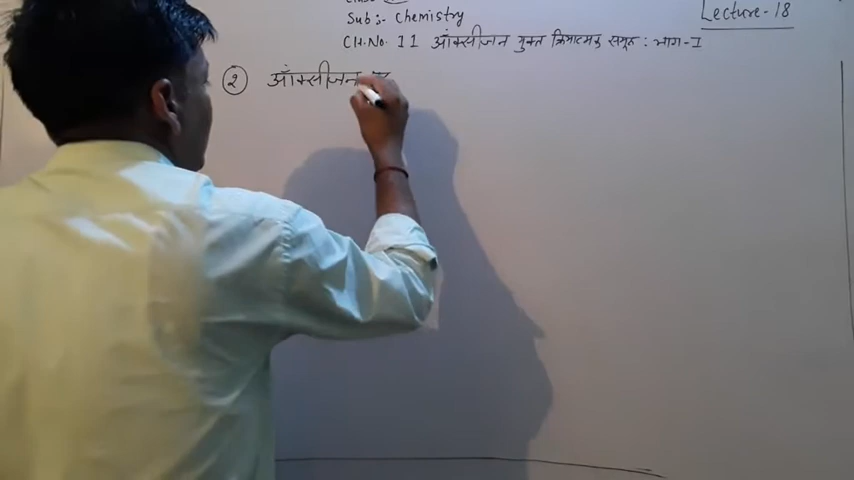 Sub :- Chemistry
Lecture - 18
CH.No. 11 ऑक्सीजन युक्त क्रियात्मक समूह : भाग-I
② ऑक्सीजन